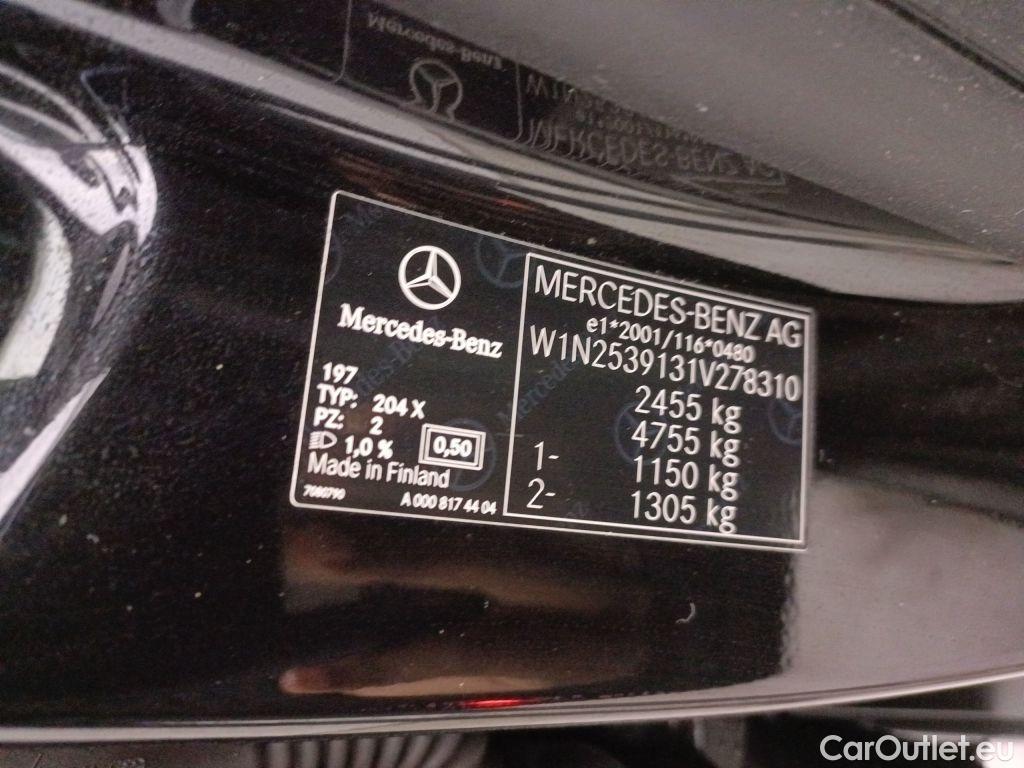 Mercedes-Benz
197
TYP: 204 X
PZ: 2
1,0 %
0,50
Made in Finland
7080790
A 000 817 44 04
MERCEDES-BENZ AG
e1*2001/116*0480
W1N2539131V278310
2455 kg
4755 kg
1- 1150 kg
2- 1305 kg
CarOutlet.eu